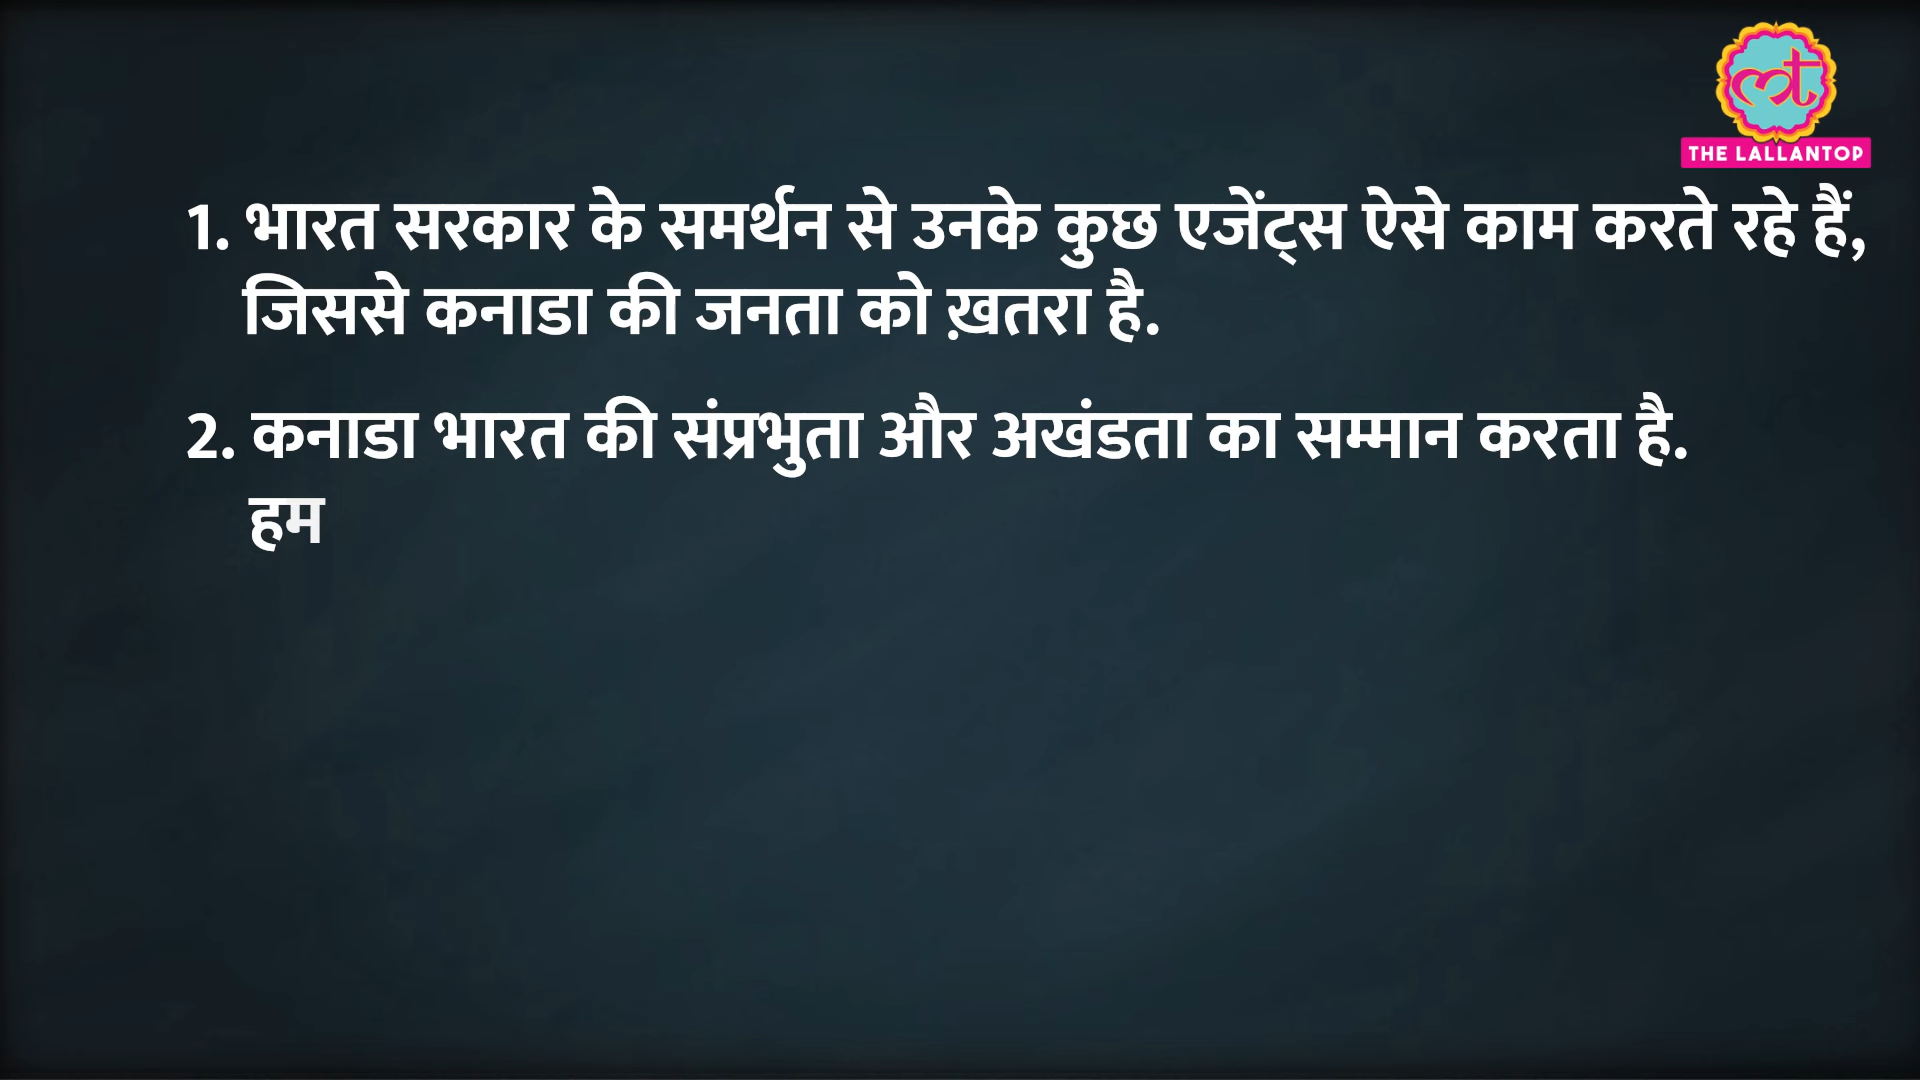 THE LALLANTOP
1. भारत सरकार के समर्थन से उनके कुछ एजेंट्स ऐसे काम करते रहे हैं,
जिससे कनाडा की जनता को ख़तरा है.
2. कनाडा भारत की संप्रभुता और अखंडता का सम्मान करता है.
हम